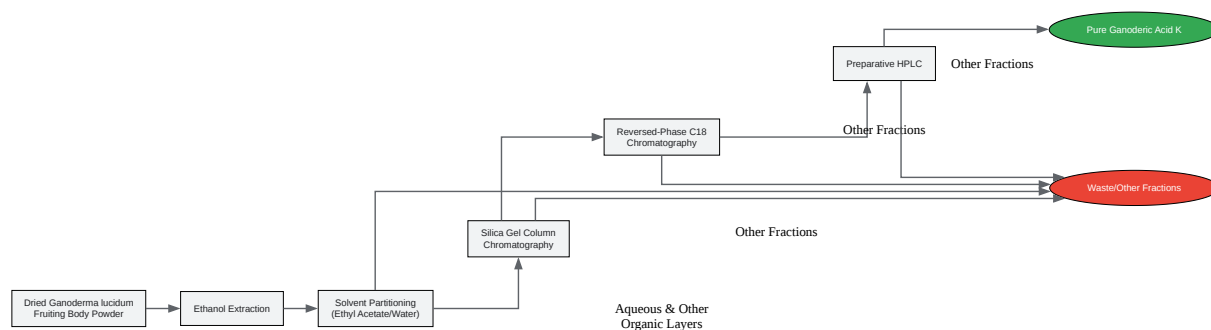 Pure Ganoderic Acid K
Preparative HPLC
Other Fractions
Reversed-Phase C18
Chromatography
Other Fractions
Waste/Other Fractions
Silica Gel Column
Chromatography
Other Fractions
Dried Ganoderma lucidum
Fruiting Body Powder
Ethanol Extraction
Solvent Partitioning
(Ethyl Acetate/Water)
Aqueous & Other
Organic Layers